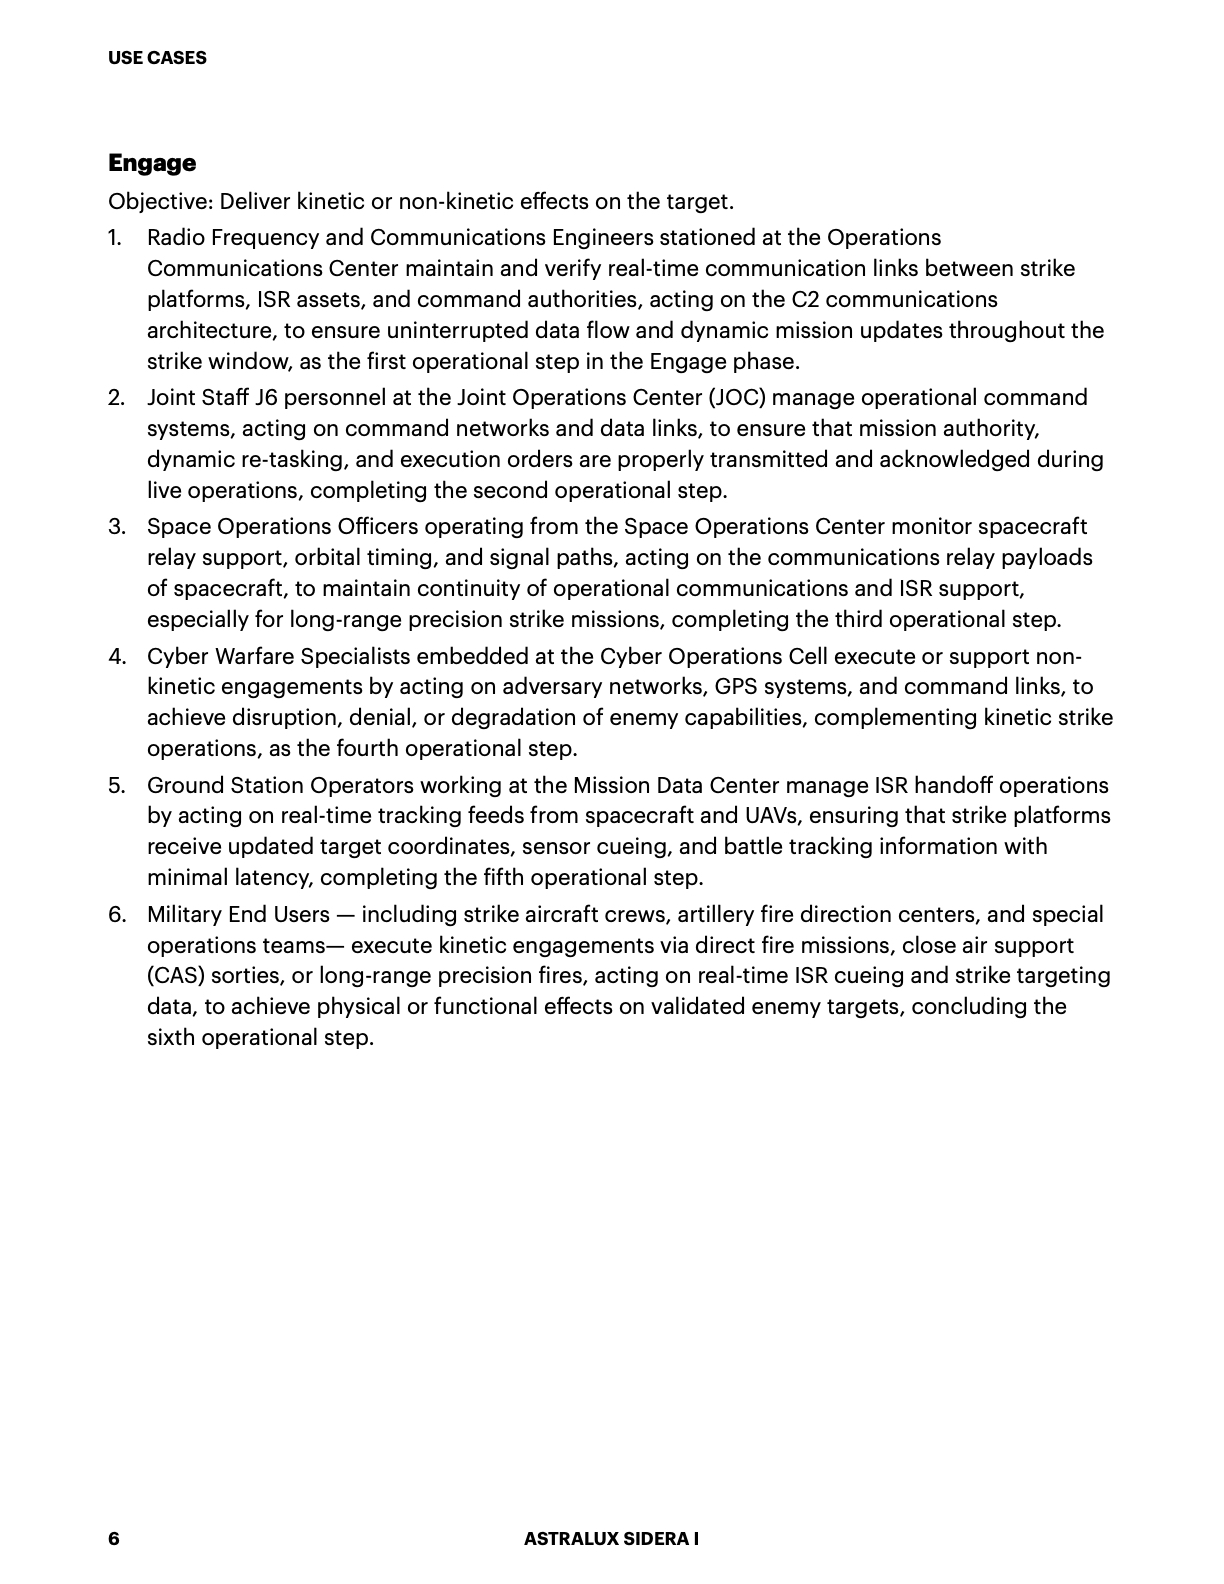 USE CASES
Engage
Objective: Deliver kinetic or non-kinetic effects on the target.
1. Radio Frequency and Communications Engineers stationed at the Operations
Communications Center maintain and verify real-time communication links between strike
platforms, ISR assets, and command authorities, acting on the C2 communications
architecture, to ensure uninterrupted data flow and dynamic mission updates throughout the
strike window, as the first operational step in the Engage phase.
2. Joint Staff J6 personnel at the Joint Operations Center (JOC) manage operational command
systems, acting on command networks and data links, to ensure that mission authority,
dynamic re-tasking, and execution orders are properly transmitted and acknowledged during
live operations, completing the second operational step.
3. Space Operations Officers operating from the Space Operations Center monitor spacecraft
relay support, orbital timing, and signal paths, acting on the communications relay payloads
of spacecraft, to maintain continuity of operational communications and ISR support,
especially for long-range precision strike missions, completing the third operational step.
4. Cyber Warfare Specialists embedded at the Cyber Operations Cell execute or support non-
kinetic engagements by acting on adversary networks, GPS systems, and command links, to
achieve disruption, denial, or degradation of enemy capabilities, complementing kinetic strike
operations, as the fourth operational step.
5. Ground Station Operators working at the Mission Data Center manage ISR handoff operations
by acting on real-time tracking feeds from spacecraft and UAVs, ensuring that strike platforms
receive updated target coordinates, sensor cueing, and battle tracking information with
minimal latency, completing the fifth operational step.
6. Military End Users — including strike aircraft crews, artillery fire direction centers, and special
operations teams— execute kinetic engagements via direct fire missions, close air support
(CAS) sorties, or long-range precision fires, acting on real-time ISR cueing and strike targeting
data, to achieve physical or functional effects on validated enemy targets, concluding the
sixth operational step.
6
ASTRALUX SIDERA I